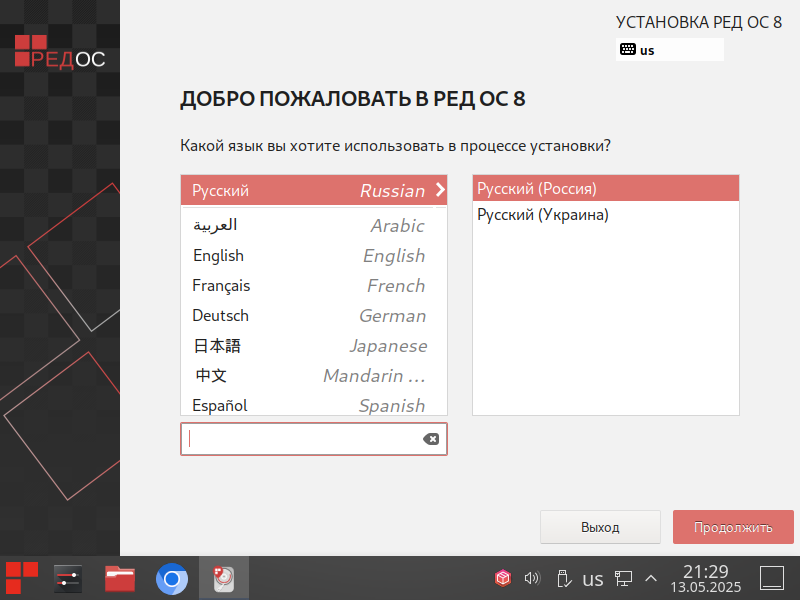 РЕДОС
УСТАНОВКА РЕД ОС 8
us
ДОБРО ПОЖАЛОВАТЬ В РЕД ОС 8
Какой язык вы хотите использовать в процессе установки?
Русский Russian
العربية Arabic
English English
Français French
Deutsch German
日本語 Japanese
中文 Mandarin ...
Español Spanish
Русский (Россия)
Русский (Украина)
Выход
Продолжить
us
21:29
13.05.2025